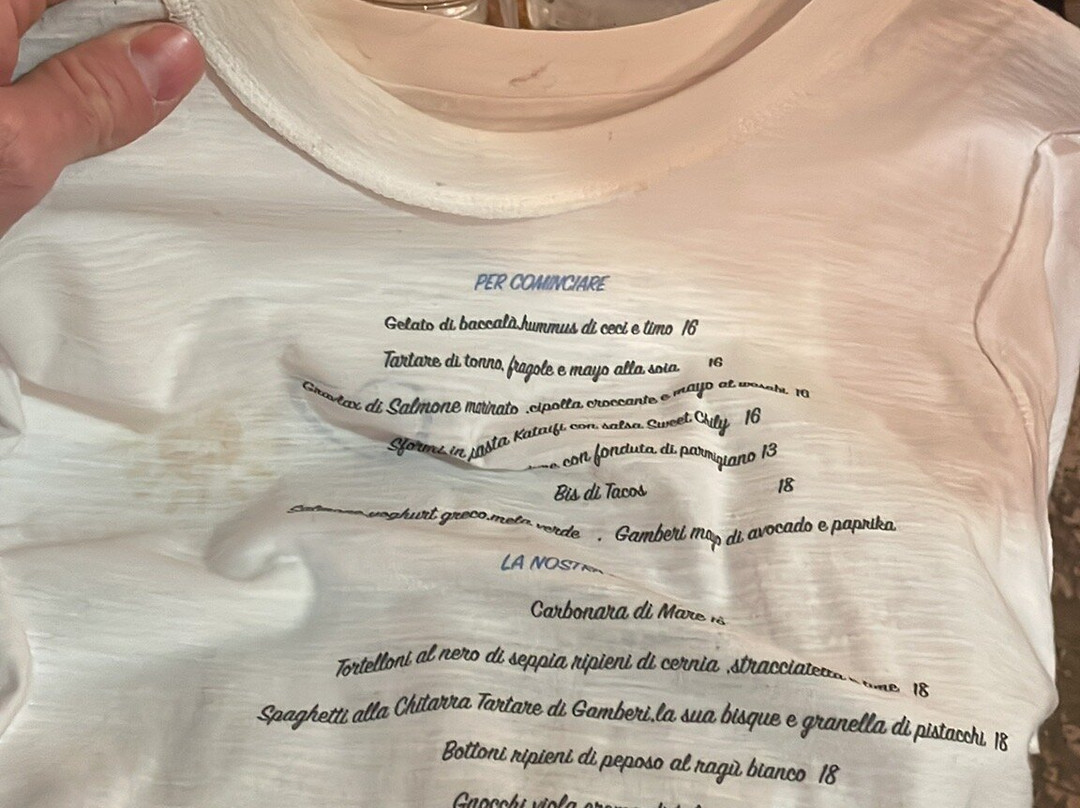 PER COMINCIARE
Gelato di baccalà,hummus di ceci e timo 16
Tartare di tonno, fragole e mayo alla soia 16
Gravlax di Salmone marinato ,cipolla croccante e mayo al wasabi 16
in pasta Kataifi con salsa Sweet Chily 16
con fonduta di parmigiano 13
Bis di Tacos 18
yoghurt greco,mela verde . Gamberi mayo di avocado e paprika
LA NOSTRA
Carbonara di Mare 18
Tortelloni al nero di seppia ripieni di cernia ,stracciatella e lime 18
Spaghetti alla Chitarra Tartare di Gamberi,la sua bisque e granella di pistacchi 18
Bottoni ripieni di peposo al ragù bianco 18
Gnocchi viola